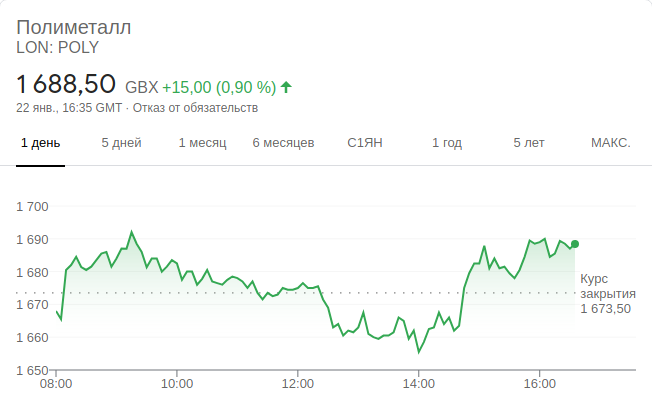 Полиметалл
LON: POLY
1 688,50 GBX +15,00 (0,90 %)
22 янв., 16:35 GMT · Отказ от обязательств
1 день 5 дней 1 месяц 6 месяцев С1ЯН 1 год 5 лет МАКС.
1 700
1 690
1 680
1 670
1 660
1 650
Курс
закрытия
1 673,50
08:00 10:00 12:00 14:00 16:00